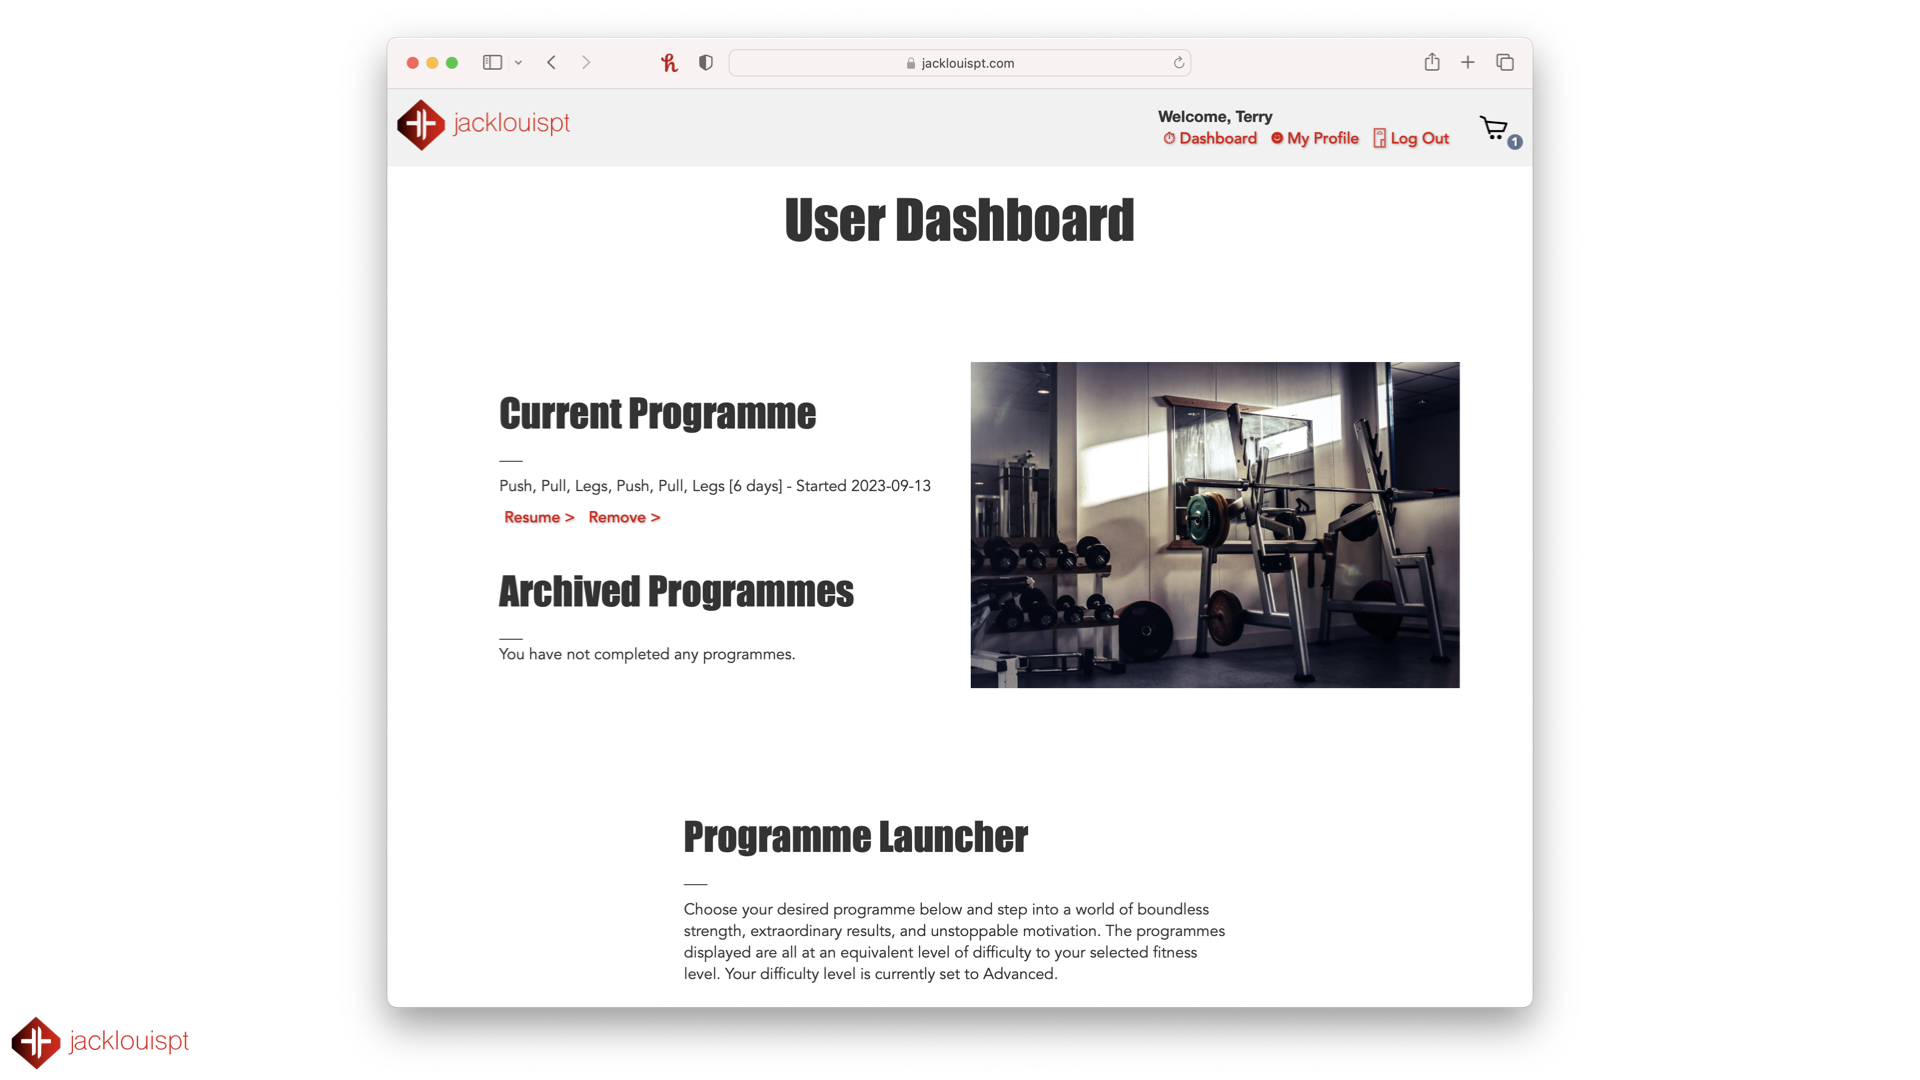 jacklouispt.com
jacklouispt
Welcome, Terry
Dashboard My Profile Log Out
1
User Dashboard
Current Programme
Push, Pull, Legs, Push, Pull, Legs [6 days] - Started 2023-09-13
Resume > Remove >
Archived Programmes
You have not completed any programmes.
Programme Launcher
Choose your desired programme below and step into a world of boundless
strength, extraordinary results, and unstoppable motivation. The programmes
displayed are all at an equivalent level of difficulty to your selected fitness
level. Your difficulty level is currently set to Advanced.
jacklouispt